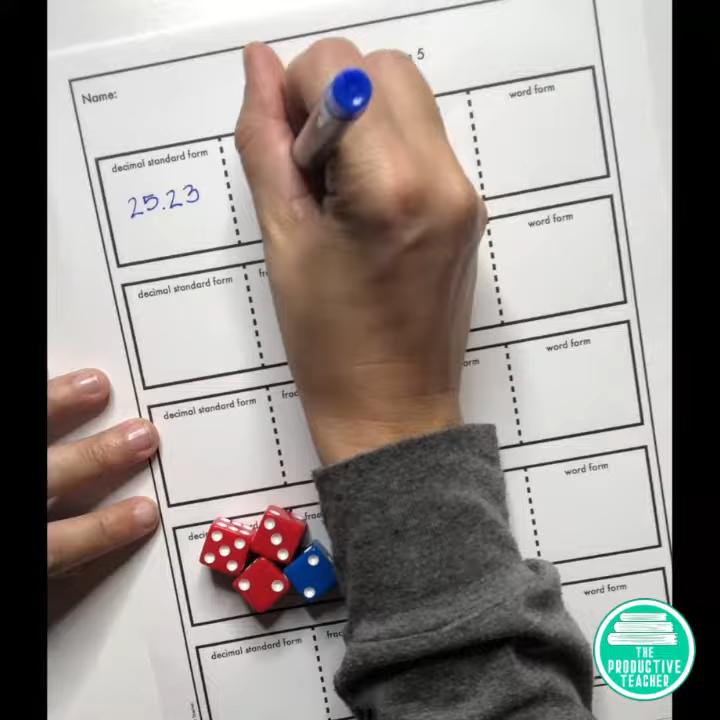 5
Name:
word form
decimal standard form
25.23
word form
decimal standard form
word form
decimal standard form
form
word form
word form
decimal standard form
THE
PRODUCTIVE
TEACHER